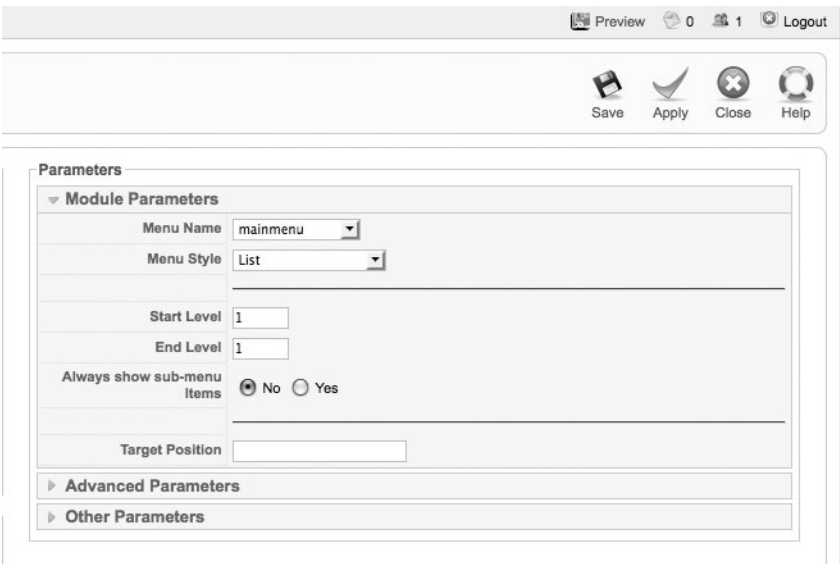 Preview 0 1 Logout
Save Apply Close Help
Parameters
Module Parameters
Menu Name mainmenu
Menu Style List
Start Level 1
End Level 1
Always show sub-menu
Items No Yes
Target Position
Advanced Parameters
Other Parameters